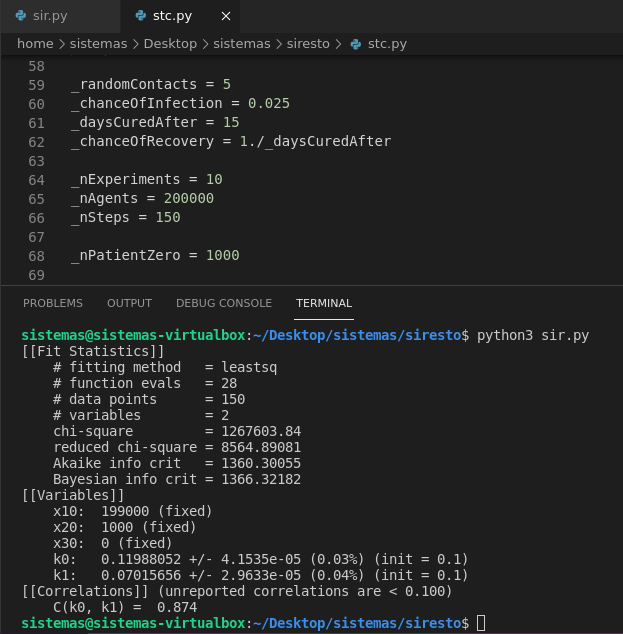 sir.py stc.py
home > sistemas > Desktop > sistemas > siresto > stc.py
58
59 _randomContacts = 5
60 _chanceOfInfection = 0.025
61 _daysCuredAfter = 15
62 _chanceOfRecovery = 1./_daysCuredAfter
63
64 _nExperiments = 10
65 _nAgents = 200000
66 _nSteps = 150
67
68 _nPatientZero = 1000
69
PROBLEMS OUTPUT DEBUG CONSOLE TERMINAL
sistemas@sistemas-virtualbox:~/Desktop/sistemas/siresto$ python3 sir.py
[[Fit Statistics]]
    # fitting method   = leastsq
    # function evals   = 28
    # data points      = 150
    # variables        = 2
    chi-square         = 1267603.84
    reduced chi-square = 8564.89081
    Akaike info crit   = 1360.30055
    Bayesian info crit = 1366.32182
[[Variables]]
    x10:  199000 (fixed)
    x20:  1000 (fixed)
    x30:  0 (fixed)
    k0:   0.11988052 +/- 4.1535e-05 (0.03%) (init = 0.1)
    k1:   0.07015656 +/- 2.9633e-05 (0.04%) (init = 0.1)
[[Correlations]] (unreported correlations are < 0.100)
    C(k0, k1) =  0.874
sistemas@sistemas-virtualbox:~/Desktop/sistemas/siresto$